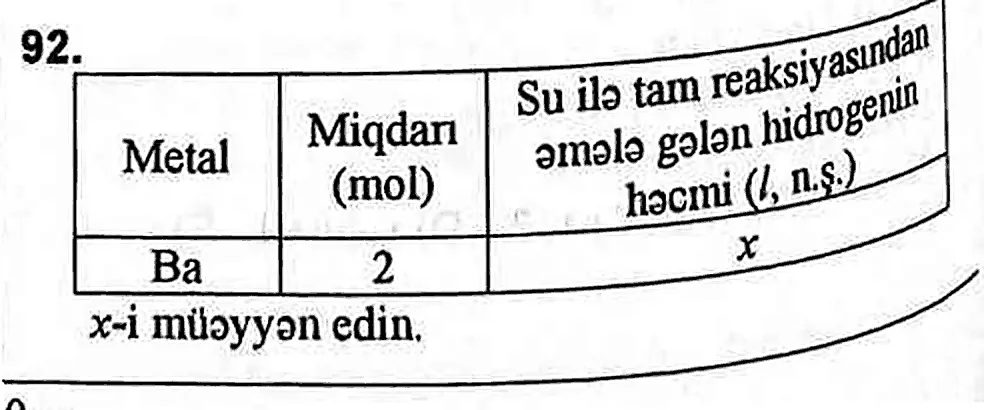 92.
Metal
Miqdarı
(mol)
Su ilə tam reaksiyasından
əmələ gələn hidrogenin
həcmi (l, n.ş.)
Ba
2
x
x-i müəyyən edin.